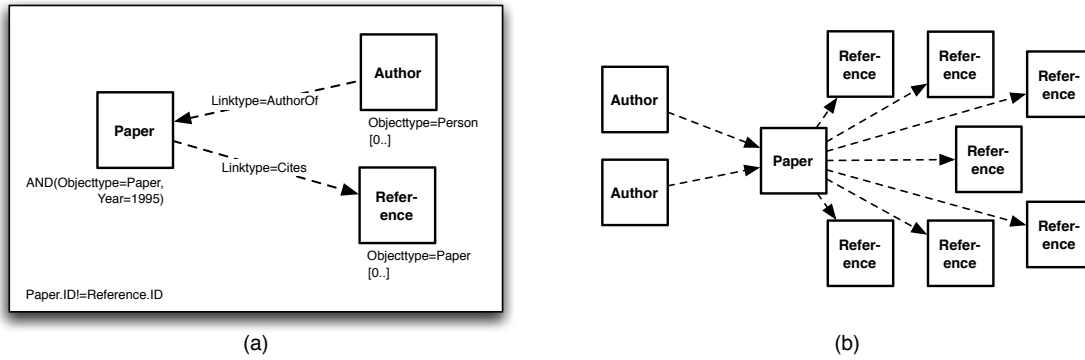 Author
Linktype=AuthorOf
Paper
Objecttype=Person
[0..]
Linktype=Cites
AND(Objecttype=Paper,
Year=1995)
Refer-
ence
Objecttype=Paper
[0..]
Paper.ID!=Reference.ID
(a)
Author
Author
Paper
Refer-
ence
Refer-
ence
Refer-
ence
Refer-
ence
Refer-
ence
Refer-
ence
Refer-
ence
(b)